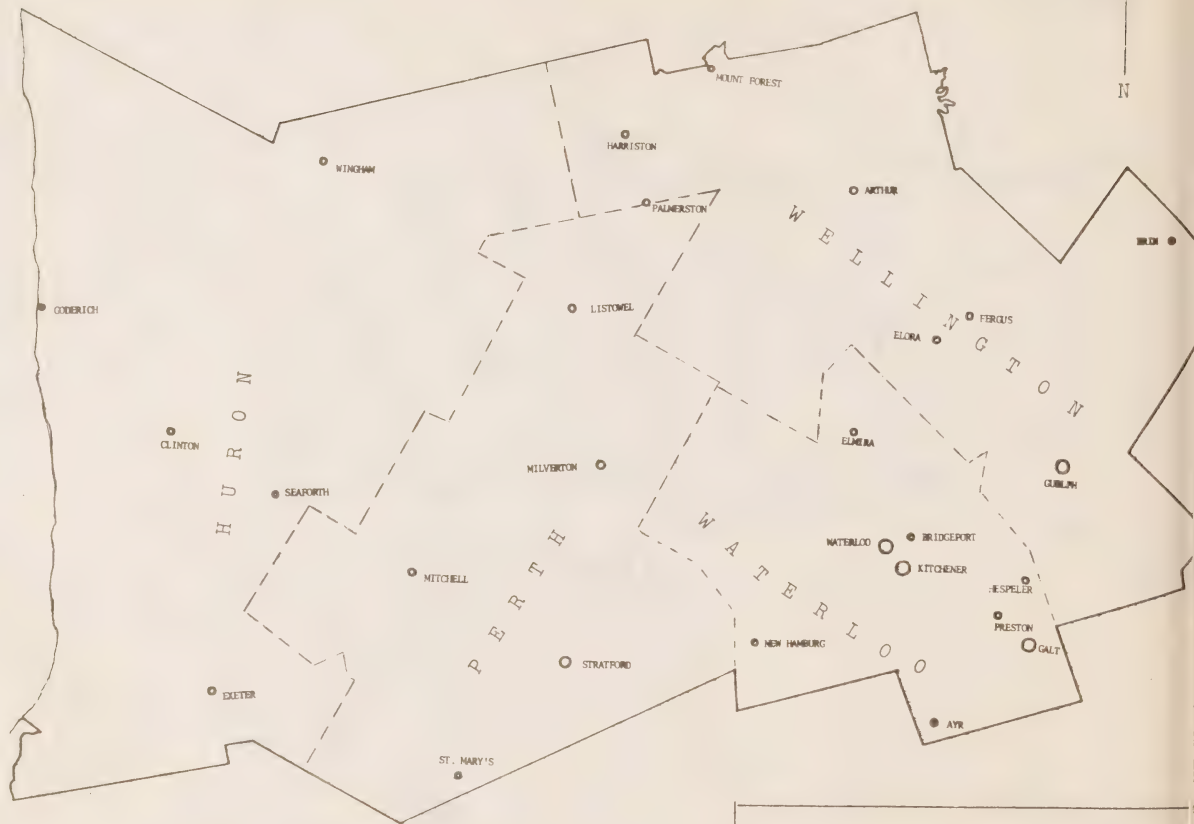 MOUNT FOREST
N
HARRISTON
WINGHAM
ARTHUR
PALMERSTON
WELLINGTON
ERIN
GODERICH
LISTOWEL
FERGUS
ELORA
HURON
CLINTON
ELMIRA
MILVERTON
GUELPH
SEAFORTH
WATERLOO
BRIDGEPORT
WATERLOO
KITCHENER
PERTH
MITCHELL
HESPELER
PRESTON
NEW HAMBURG
GALT
STRATFORD
EXETER
AYR
ST. MARY'S